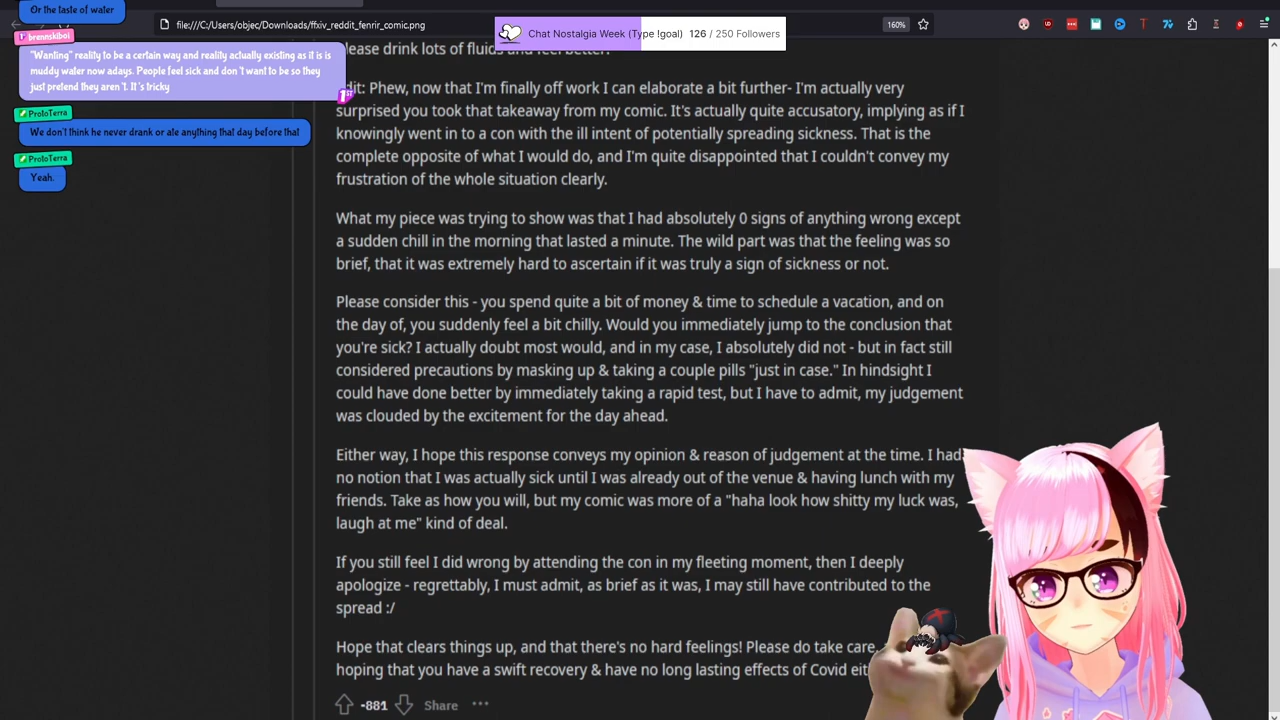 Or the taste of water
file:///C:/Users/objec/Downloads/ffxiv_reddit_fenrir_comic.png
160%
Chat Nostalgia Week (Type !goal) 126 / 250 Followers
brennskiboi
"Wanting" reality to be a certain way and reality actually existing as it is is
muddy water now adays. People feel sick and don't want to be so they
just pretend they aren't. It's tricky
1ST
ProtoTerra
We don't think he never drank or ate anything that day before that
ProtoTerra
Yeah.
please drink lots of fluids and feel better!
Edit: Phew, now that I'm finally off work I can elaborate a bit further- I'm actually very
surprised you took that takeaway from my comic. It's actually quite accusatory, implying as if I
knowingly went in to a con with the ill intent of potentially spreading sickness. That is the
complete opposite of what I would do, and I'm quite disappointed that I couldn't convey my
frustration of the whole situation clearly.
What my piece was trying to show was that I had absolutely 0 signs of anything wrong except
a sudden chill in the morning that lasted a minute. The wild part was that the feeling was so
brief, that it was extremely hard to ascertain if it was truly a sign of sickness or not.
Please consider this - you spend quite a bit of money & time to schedule a vacation, and on
the day of, you suddenly feel a bit chilly. Would you immediately jump to the conclusion that
you're sick? I actually doubt most would, and in my case, I absolutely did not - but in fact still
considered precautions by masking up & taking a couple pills "just in case." In hindsight I
could have done better by immediately taking a rapid test, but I have to admit, my judgement
was clouded by the excitement for the day ahead.
Either way, I hope this response conveys my opinion & reason of judgement at the time. I had
no notion that I was actually sick until I was already out of the venue & having lunch with my
friends. Take as how you will, but my comic was more of a "haha look how shitty my luck was,
laugh at me" kind of deal.
If you still feel I did wrong by attending the con in my fleeting moment, then I deeply
apologize - regrettably, I must admit, as brief as it was, I may still have contributed to the
spread :/
Hope that clears things up, and that there's no hard feelings! Please do take care,
hoping that you have a swift recovery & have no long lasting effects of Covid eit
-881 Share